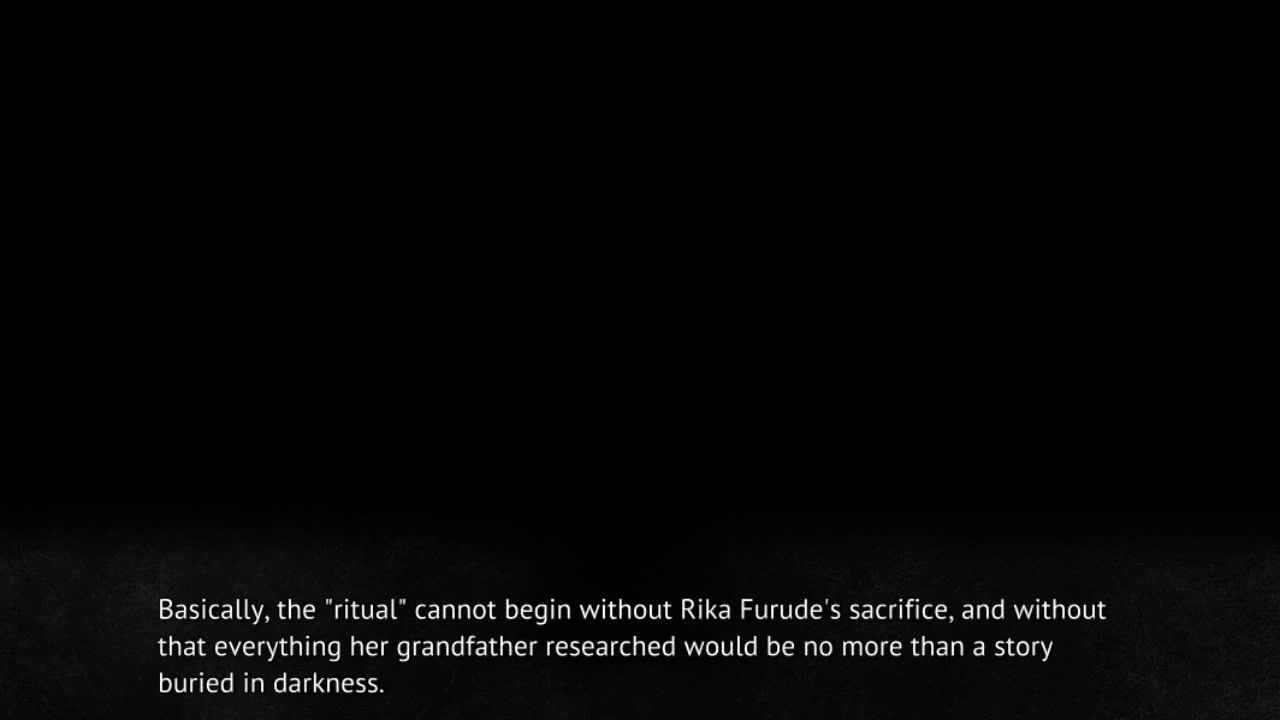 Basically, the "ritual" cannot begin without Rika Furude's sacrifice, and without
that everything her grandfather researched would be no more than a story
buried in darkness.